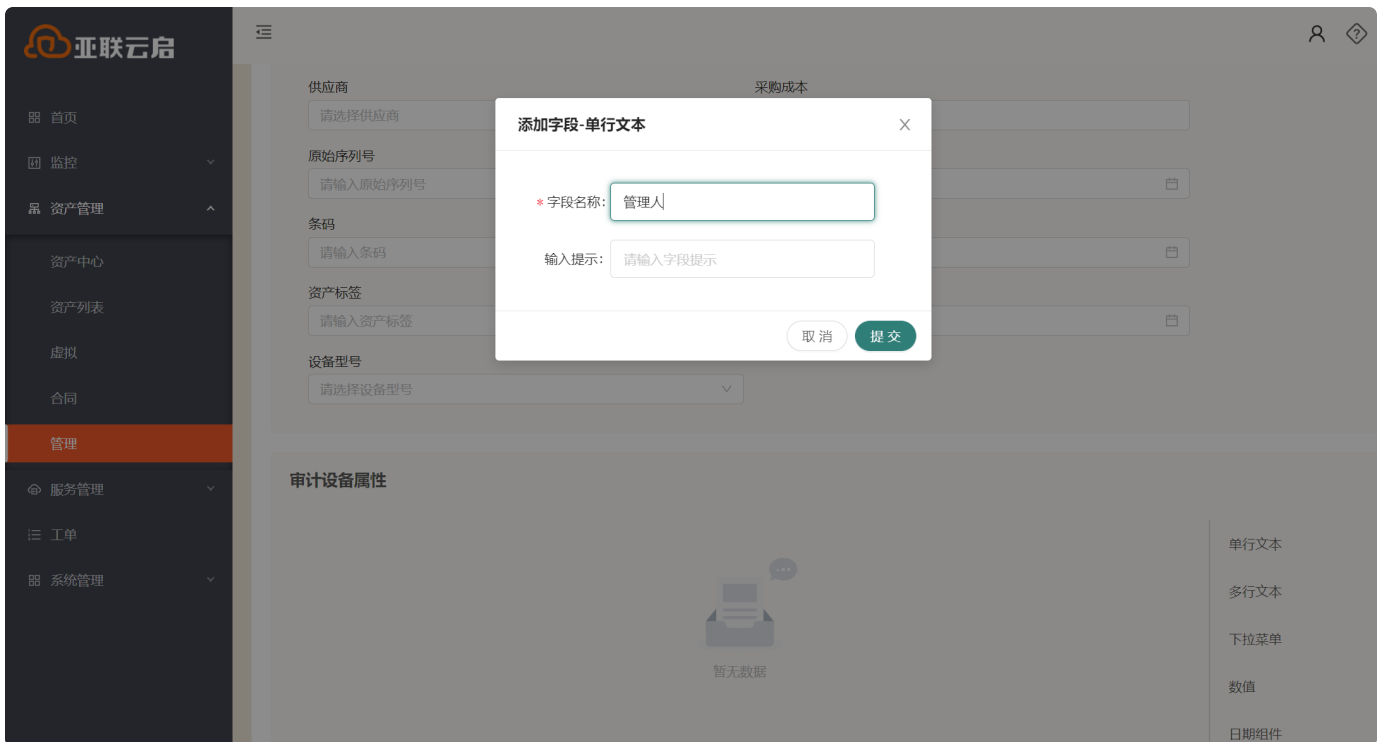 亚联云启
首页
监控
资产管理
资产中心
资产列表
虚拟
合同
管理
服务管理
工单
系统管理
供应商
采购成本
请选择供应商
原始序列号
请输入原始序列号
条码
请输入条码
资产标签
请输入资产标签
设备型号
请选择设备型号
添加字段-单行文本
* 字段名称: 管理人
输入提示: 请输入字段提示
取 消
提 交
审计设备属性
暂无数据
单行文本
多行文本
下拉菜单
数值
日期组件